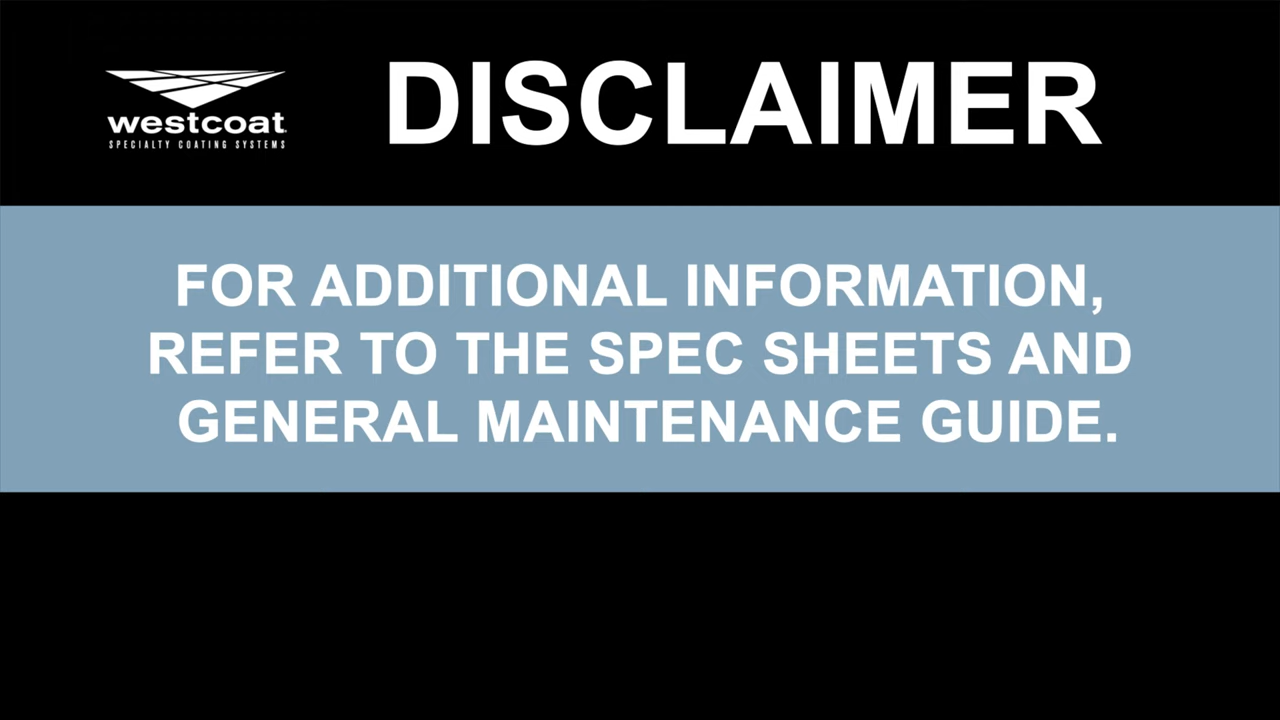 westcoat
SPECIALTY COATING SYSTEMS
DISCLAIMER
FOR ADDITIONAL INFORMATION,
REFER TO THE SPEC SHEETS AND
GENERAL MAINTENANCE GUIDE.